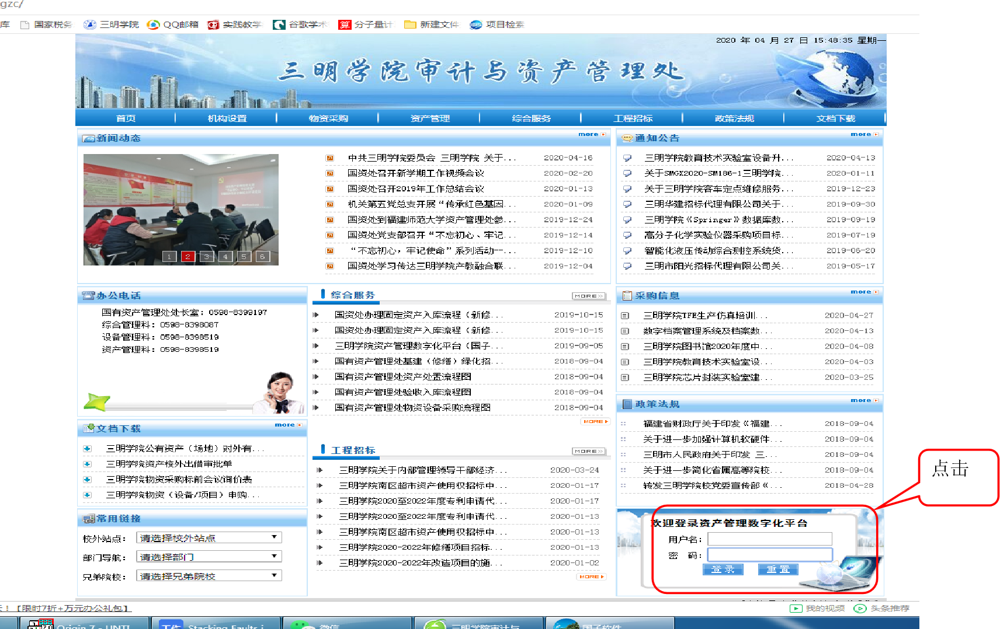 gzc/
库 国家税务 三明学院 QQ邮箱 实践教学 谷歌学术 分子量计 新建文件 项目检索
2020 年 04 月 27 日 15:48:35 星期一
三明学院审计与资产管理处
首页 机构设置 物资采购 资产管理 综合服务 工程招标 政策法规 文档下载
新闻动态 more
1 2 3 4 5 6
中共三明学院委员会 三明学院 关于... 2020-04-16
国资处召开新学期工作视频会议 2020-02-20
国资处召开2019年工作总结会议 2020-01-13
机关第五党总支开展“传承红色基因... 2020-01-09
国资处到福建师范大学资产管理处参... 2019-12-24
国资处党支部召开“不忘初心、牢记... 2019-12-14
“不忘初心，牢记使命”系列活动--... 2019-12-10
国资处学习传达三明学院产教融合联... 2019-12-04
通知公告 more
三明学院教育技术实验室设备升... 2020-04-13
关于SMGX2020-SM186-1三明学院... 2020-01-11
关于三明学院客车定点维修服务... 2019-12-23
三明华建招标代理有限公司关于... 2019-09-30
三明学院《Springer》数据库数... 2019-09-19
高分子化学实验仪器采购项目标... 2019-07-19
智能化液压传动综合测控系统货... 2019-06-20
三明市阳光招标代理有限公司关... 2019-05-17
办公电话
国有资产管理处处长室：0598-8399197
综合管理科：0598-8398087
设备管理科：0598-8398519
资产管理科：0598-8398519
综合服务 MORE
国资处办理固定资产入库流程（新修... 2019-10-15
国资处办理固定资产入库流程（新修... 2019-10-15
三明学院资产管理数字化平台（国子... 2019-09-05
国有资产管理处基建（修缮）绿化招... 2018-09-04
国有资产管理处资产处置流程图 2018-09-04
国有资产管理处验收入库流程图 2018-09-04
国有资产管理处物资设备采购流程图 2018-09-04
MORE
采购信息 more
三明学院TFE生产仿真培训... 2020-04-27
数字档案管理系统及档案数... 2020-04-13
三明学院图书馆2020年度中... 2020-04-08
三明学院教育技术实验室设... 2020-04-03
三明学院芯片封装实验室建... 2020-03-25
政策法规 more
福建省财政厅关于印发《福建... 2018-09-04
关于进一步加强计算机软硬件... 2018-09-04
三明市人民政府关于印发 三... 2018-09-04
关于进一步简化省属高等院校... 2018-09-04
转发三明学院校党委宣传部《... 2018-04-28
文档下载 more
三明学院公有资产（场地）对外有...
三明学院资产校外出借审批单
三明学院物资采购标前会议询价表
三明学院物资（设备/项目）申购...
工程招标 MORE
三明学院关于内部管理领导干部经济... 2020-03-24
三明学院南区超市资产使用权招标中... 2020-01-17
三明学院2020至2022年度专利申请代... 2020-01-17
三明学院2020至2022年度专利申请代... 2020-01-13
三明学院南区超市资产使用权招标中... 2020-01-13
三明学院2020-2022年修缮项目招标... 2020-01-13
三明学院2020-2022年改造项目的施... 2020-01-02
MORE
常用链接
校外站点： 请选择校外站点
部门导航： 请选择部门
兄弟院校： 请选择兄弟院校
点击
欢迎登录资产管理数字化平台
用户名：
密 码：
登录 重置
！【限时7折+万元办公礼包】
我的视频 头条推荐
Origin 7 - UNTI 工作 Stacking Faults i 微信 三明学院审计与 国子软件